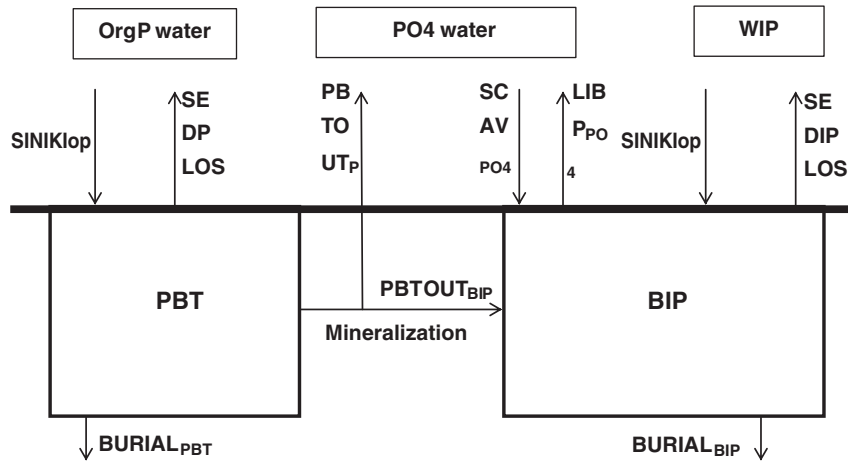 OrgP water
PO4 water
WIP
SINIKlop
SE
DP
LOS
PB
TO
UTP
SC
AV
PO4
LIB
PPO
4
SINIKlop
SE
DIP
LOS
PBT
PBTOUTBIP
Mineralization
BIP
BURIALPBT
BURIALBIP